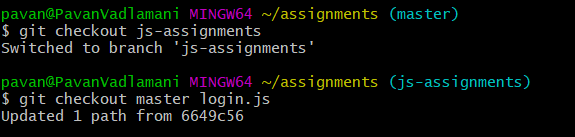 pavan@PavanVadlamani MINGW64 ~/assignments (master)
$ git checkout js-assignments
Switched to branch 'js-assignments'
pavan@PavanVadlamani MINGW64 ~/assignments (js-assignments)
$ git checkout master login.js
Updated 1 path from 6649c56